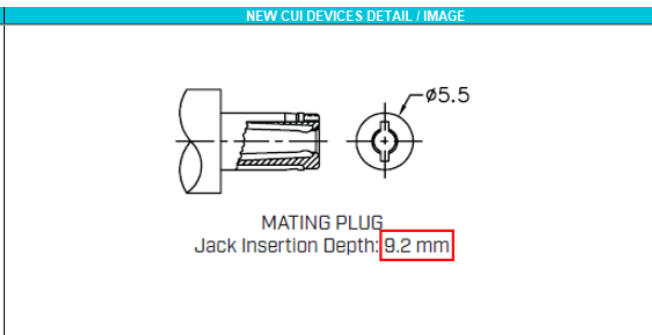 NEW CUI DEVICES DETAIL / IMAGE
ø5.5
MATING PLUG
Jack Insertion Depth: 9.2 mm